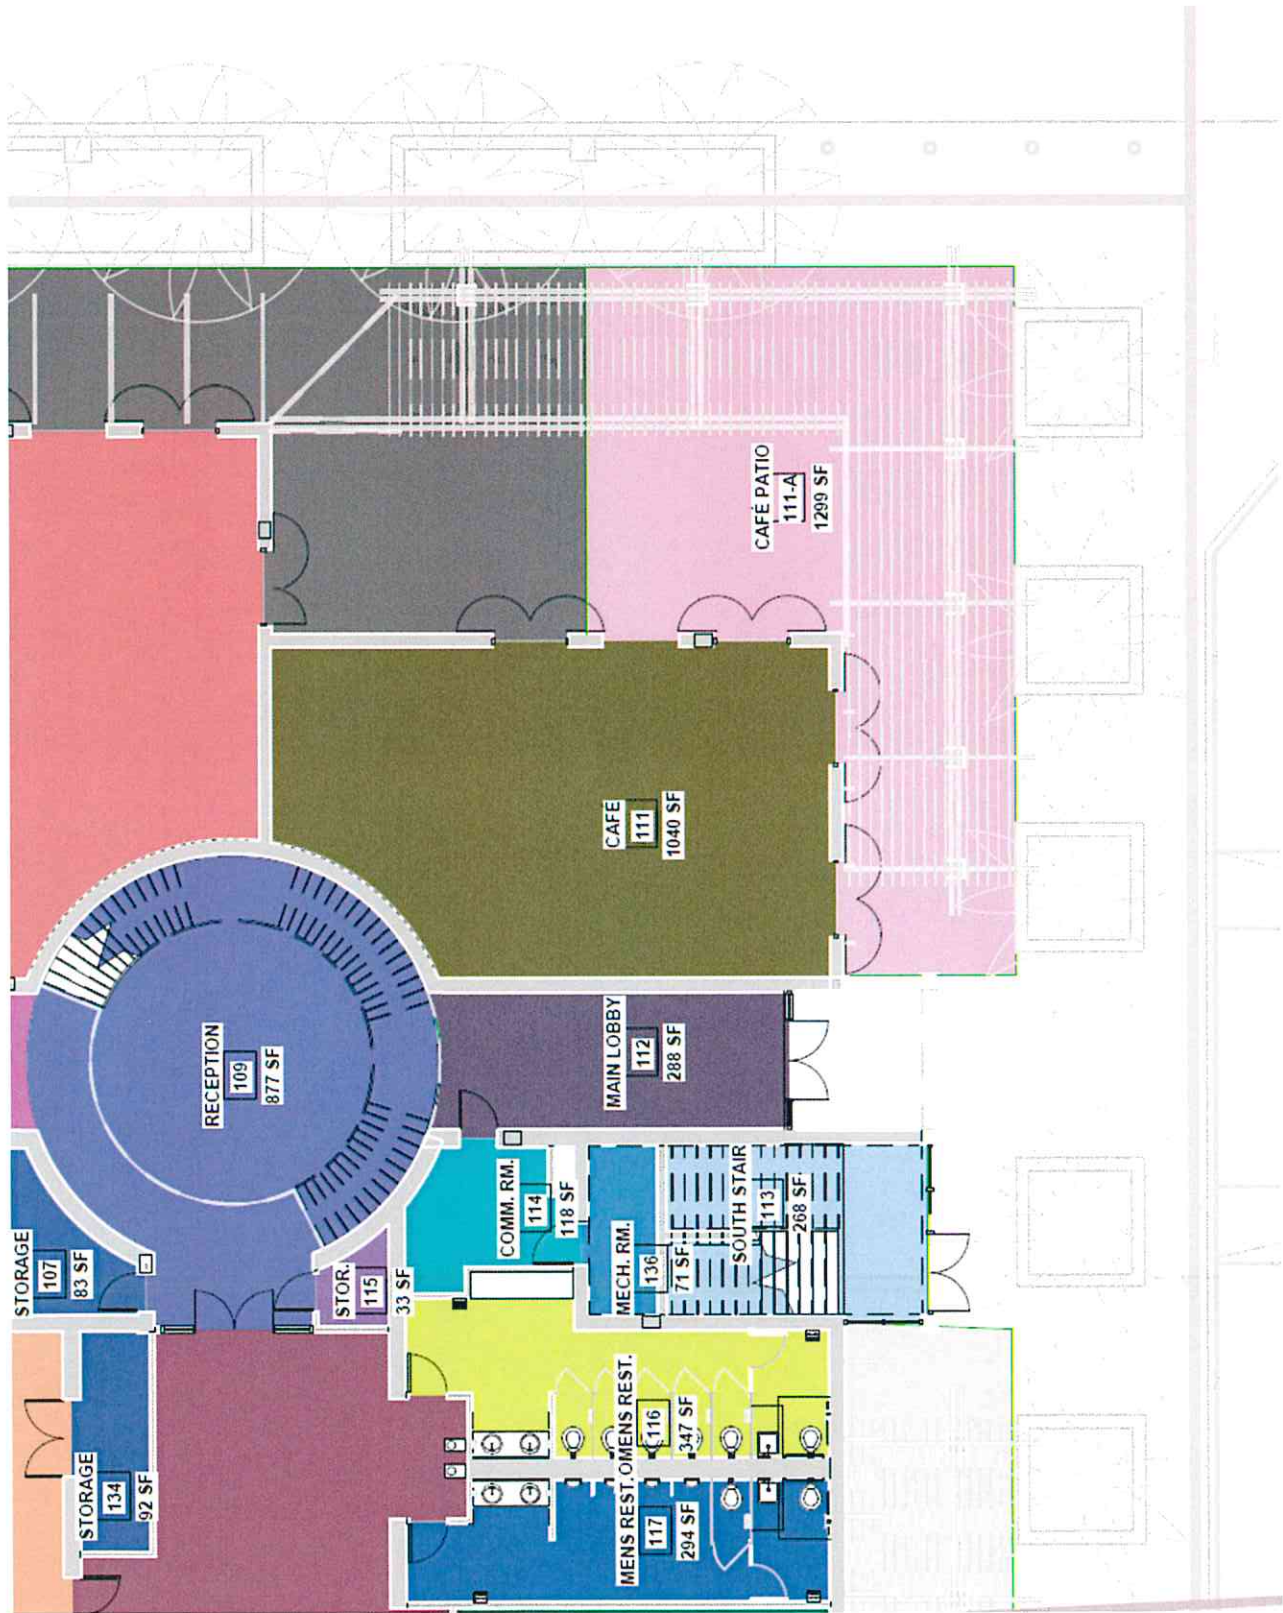 CAFÉ PATIO
111-A
1299 SF
CAFE
111
1040 SF
RECEPTION
109
877 SF
MAIN LOBBY
112
288 SF
STORAGE
107
83 SF
STOR.
115
33 SF
COMM. RM.
114
118 SF
MECH. RM.
136
71 SF
SOUTH STAIR
113
268 SF
STORAGE
134
92 SF
OMENS REST.
116
347 SF
MENS REST.
117
294 SF